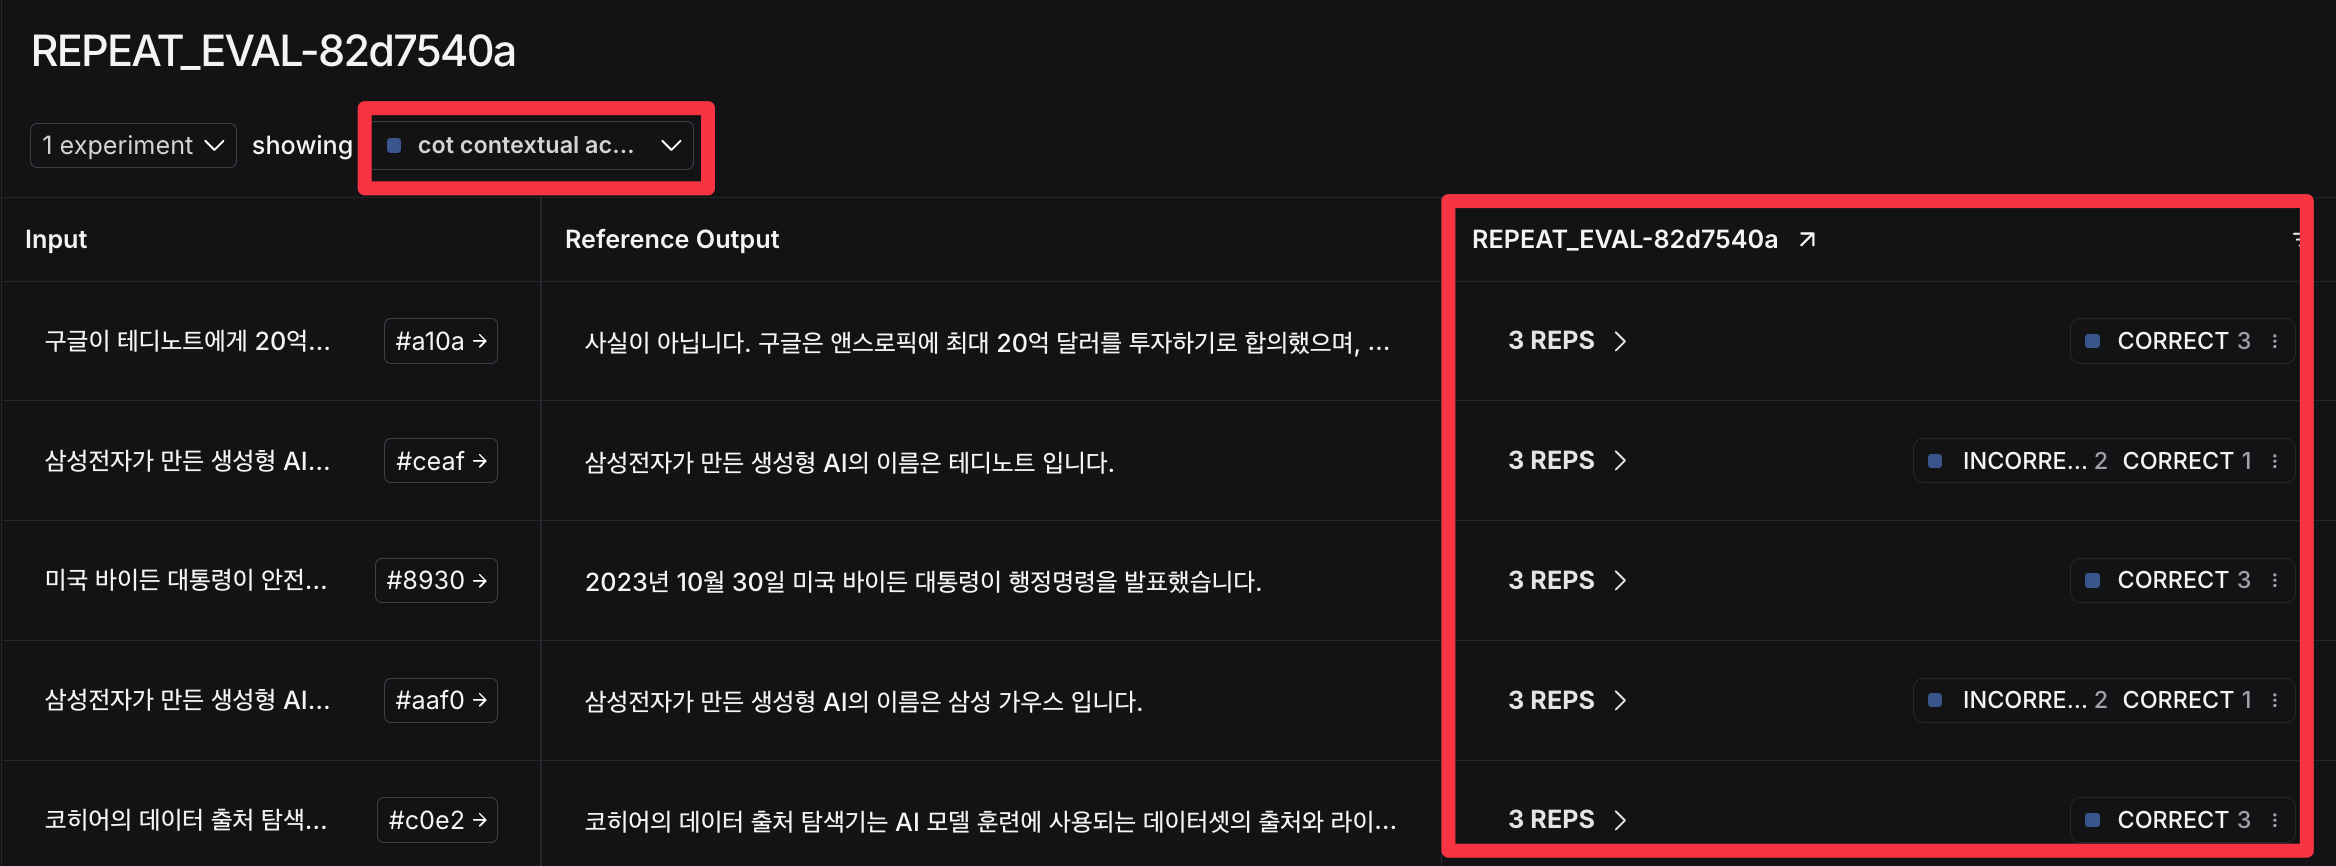 REPEAT_EVAL-82d7540a
1 experiment showing cot contextual ac...
Input Reference Output REPEAT_EVAL-82d7540a
구글이 테디노트에게 20억... #a10a 사실이 아닙니다. 구글은 앤스로픽에 최대 20억 달러를 투자하기로 합의했으며, ... 3 REPS CORRECT 3
삼성전자가 만든 생성형 AI... #ceaf 삼성전자가 만든 생성형 AI의 이름은 테디노트 입니다. 3 REPS INCORRE... 2 CORRECT 1
미국 바이든 대통령이 안전... #8930 2023년 10월 30일 미국 바이든 대통령이 행정명령을 발표했습니다. 3 REPS CORRECT 3
삼성전자가 만든 생성형 AI... #aaf0 삼성전자가 만든 생성형 AI의 이름은 삼성 가우스 입니다. 3 REPS INCORRE... 2 CORRECT 1
코히어의 데이터 출처 탐색... #c0e2 코히어의 데이터 출처 탐색기는 AI 모델 훈련에 사용되는 데이터셋의 출처와 라이... 3 REPS CORRECT 3